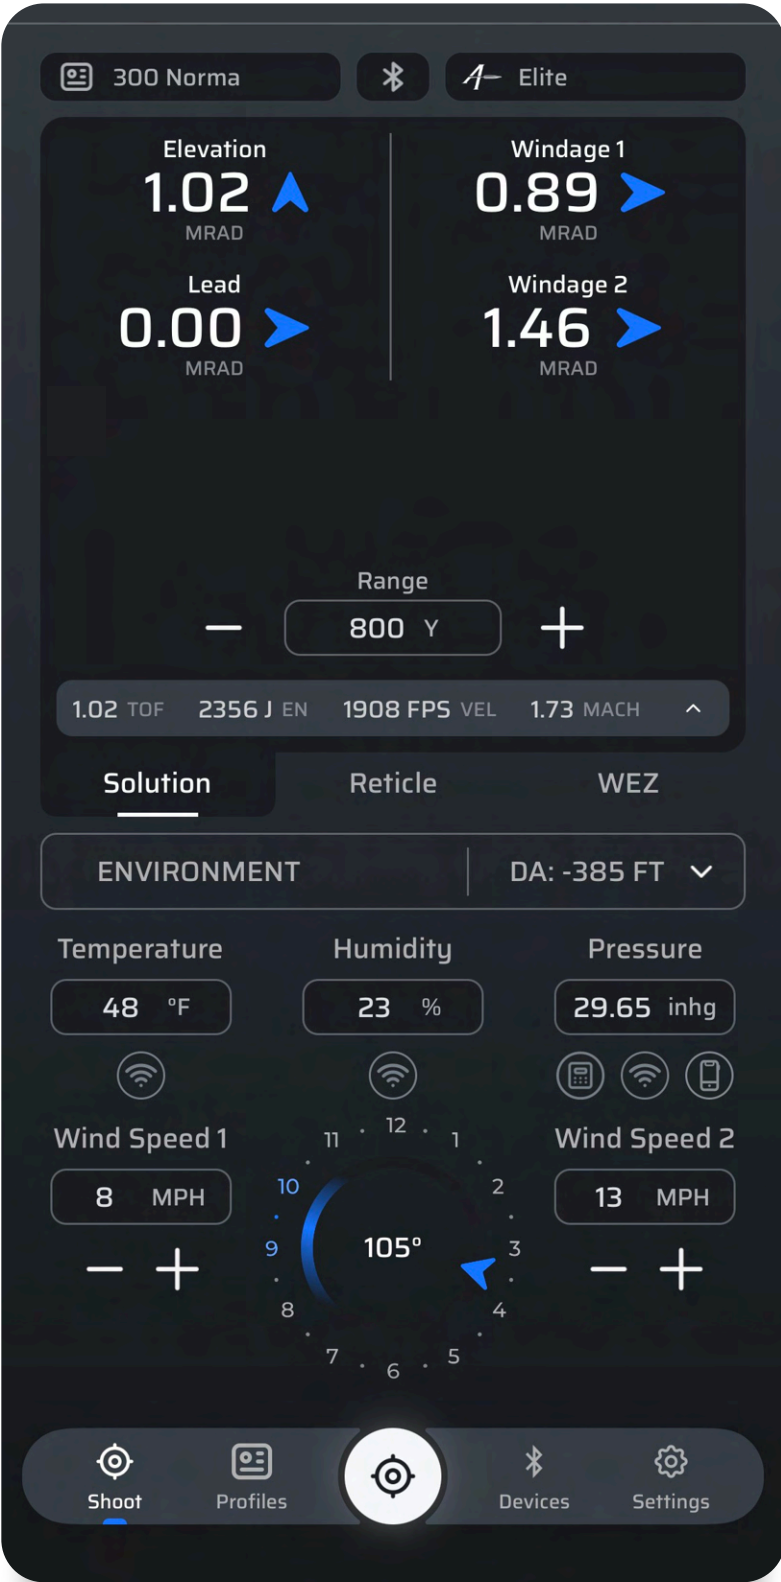 300 Norma Elite
Elevation Windage 1
1.02 0.89
MRAD MRAD
Lead Windage 2
0.00 1.46
MRAD MRAD
Range
800 Y
1.02 TOF 2356 J EN 1908 FPS VEL 1.73 MACH
Solution Reticle WEZ
ENVIRONMENT DA: -385 FT
Temperature Humidity Pressure
48 °F 23 % 29.65 inhg
Wind Speed 1 Wind Speed 2
8 MPH 13 MPH
12
11 1
10 2
105°
9 3
8 4
7 5
6
Shoot Profiles Devices Settings